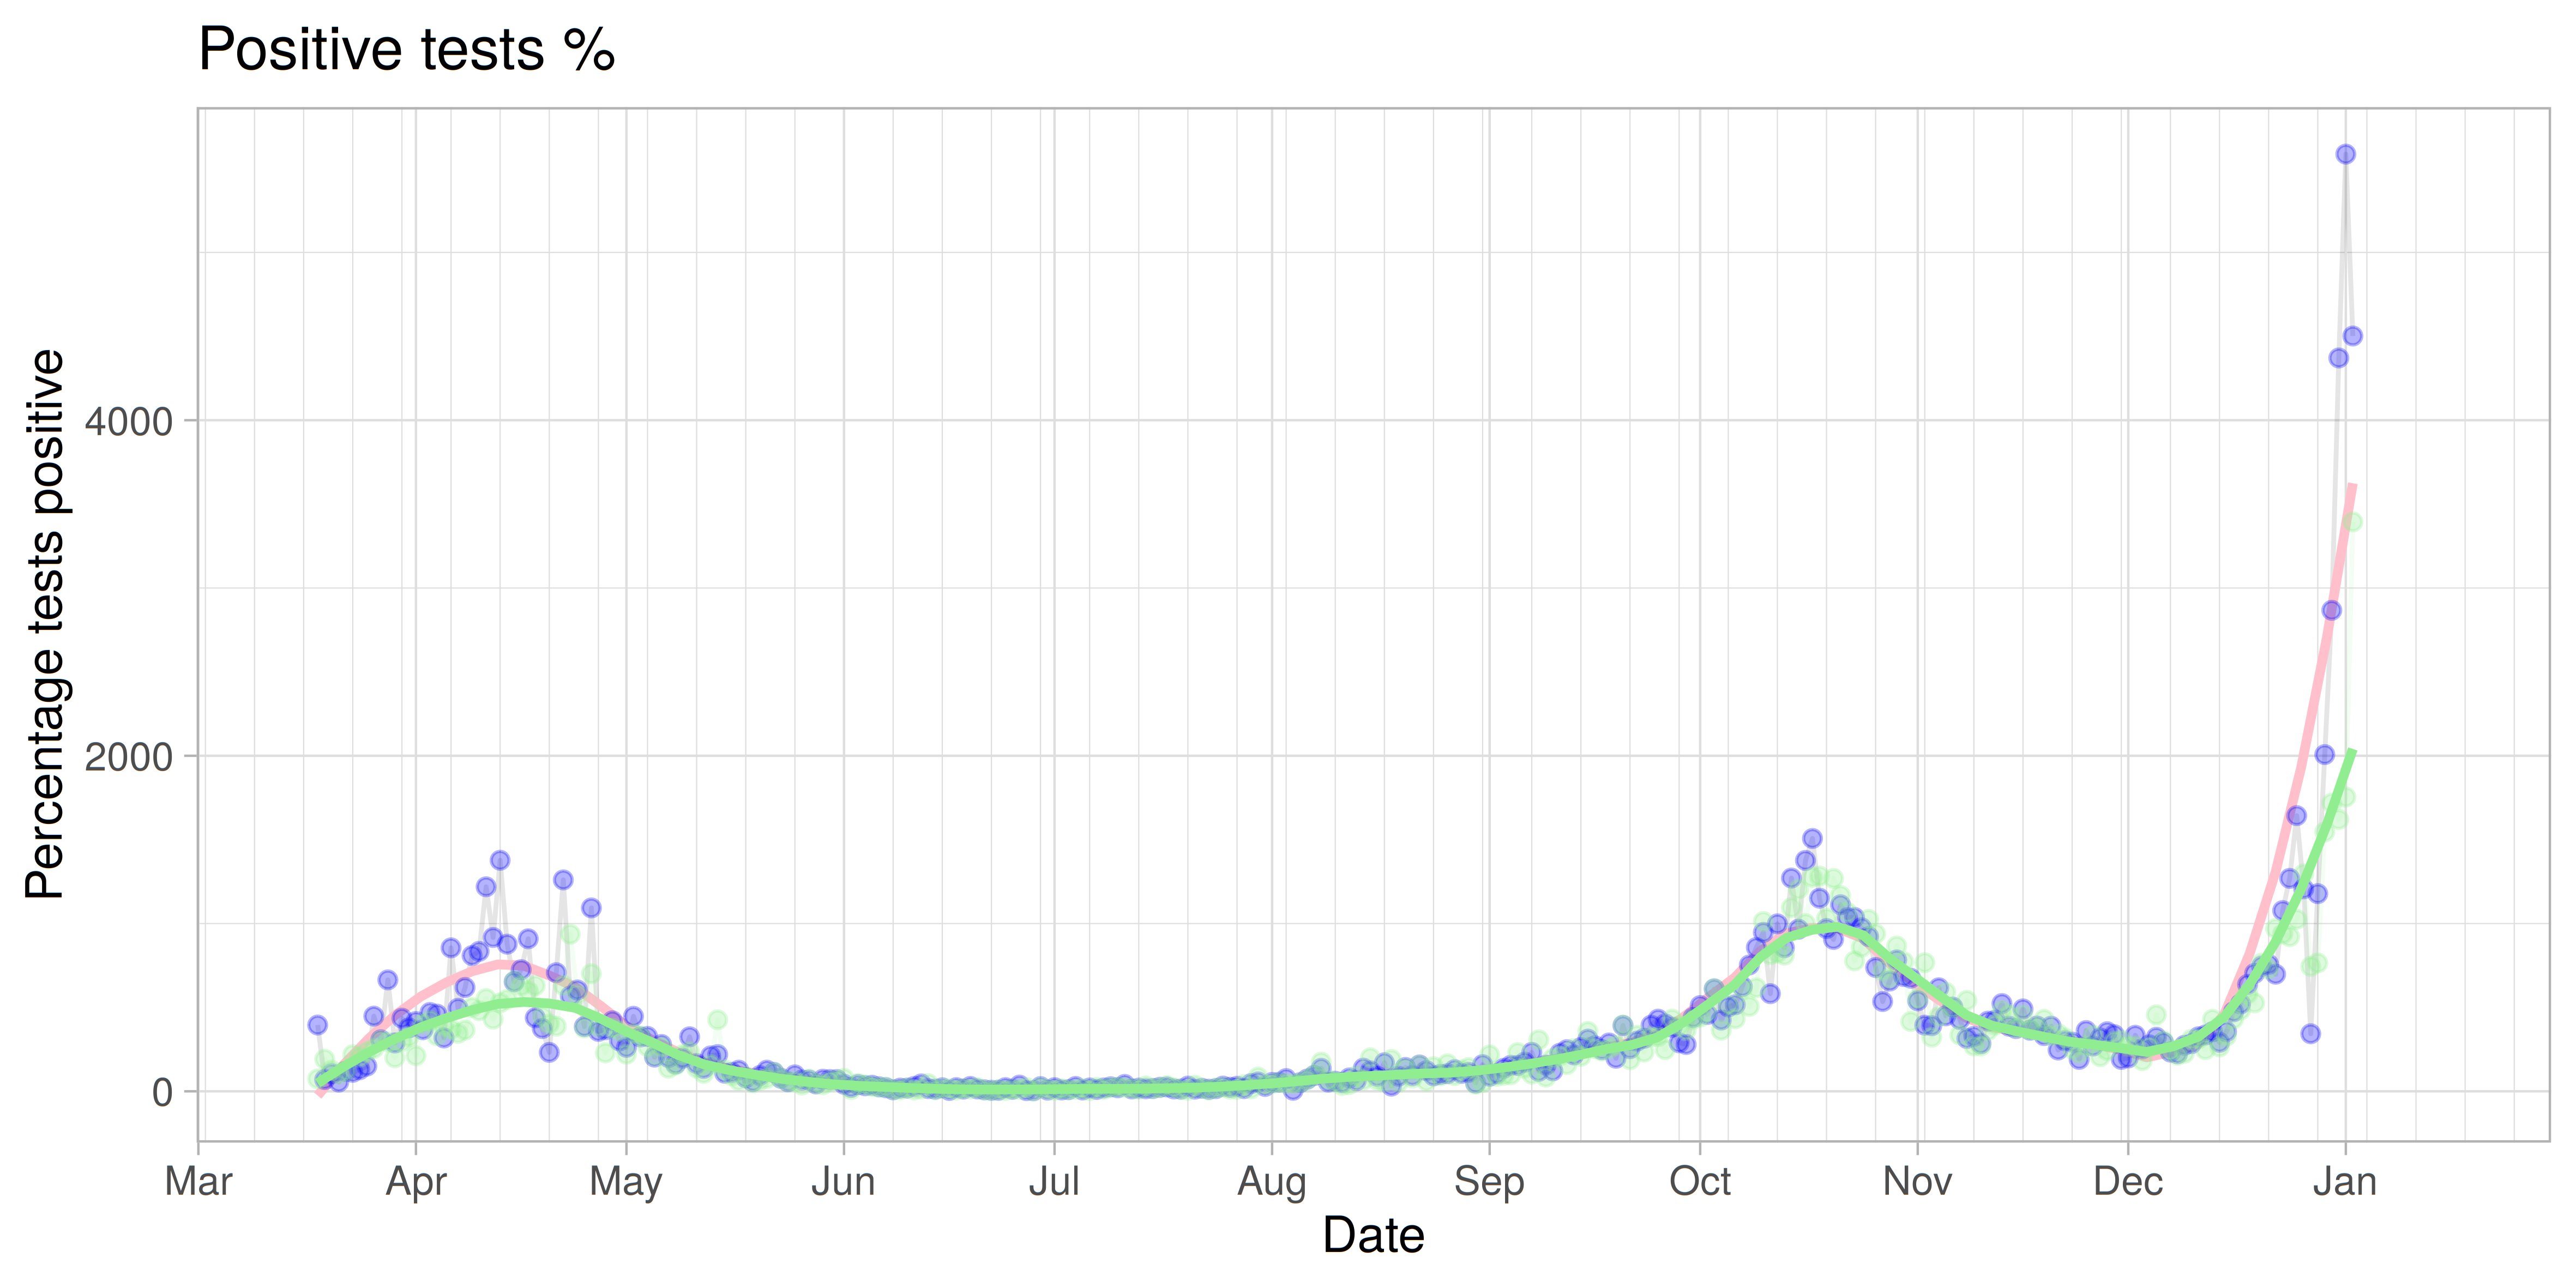 Positive tests %
Percentage tests positive
4000
2000
0
Mar Apr May Jun Jul Aug Sep Oct Nov Dec Jan
Date